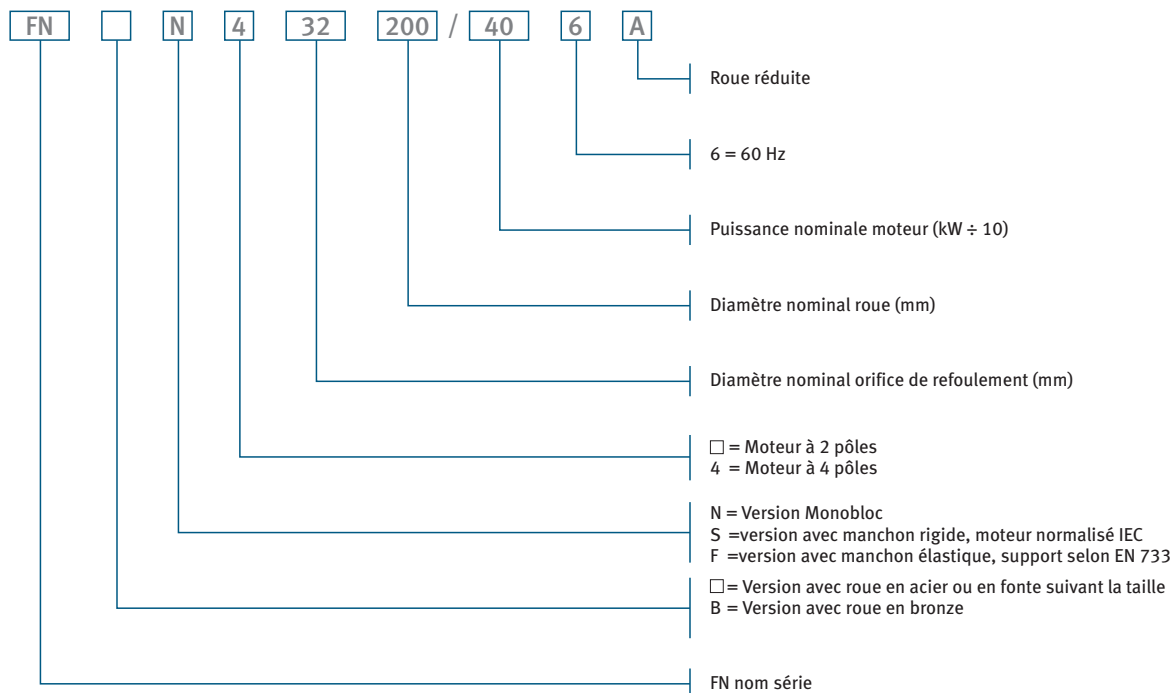 FN □ N 4 32 200 / 40 6 A
Roue réduite
6 = 60 Hz
Puissance nominale moteur (kW ÷ 10)
Diamètre nominal roue (mm)
Diamètre nominal orifice de refoulement (mm)
□ = Moteur à 2 pôles
4 = Moteur à 4 pôles
N = Version Monobloc
S =version avec manchon rigide, moteur normalisé IEC
F =version avec manchon élastique, support selon EN 733
□ = Version avec roue en acier ou en fonte suivant la taille
B = Version avec roue en bronze
FN nom série